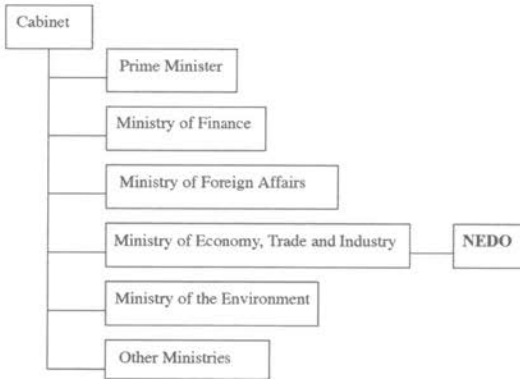 Cabinet
Prime Minister
Ministry of Finance
Ministry of Foreign Affairs
Ministry of Economy, Trade and Industry
NEDO
Ministry of the Environment
Other Ministries